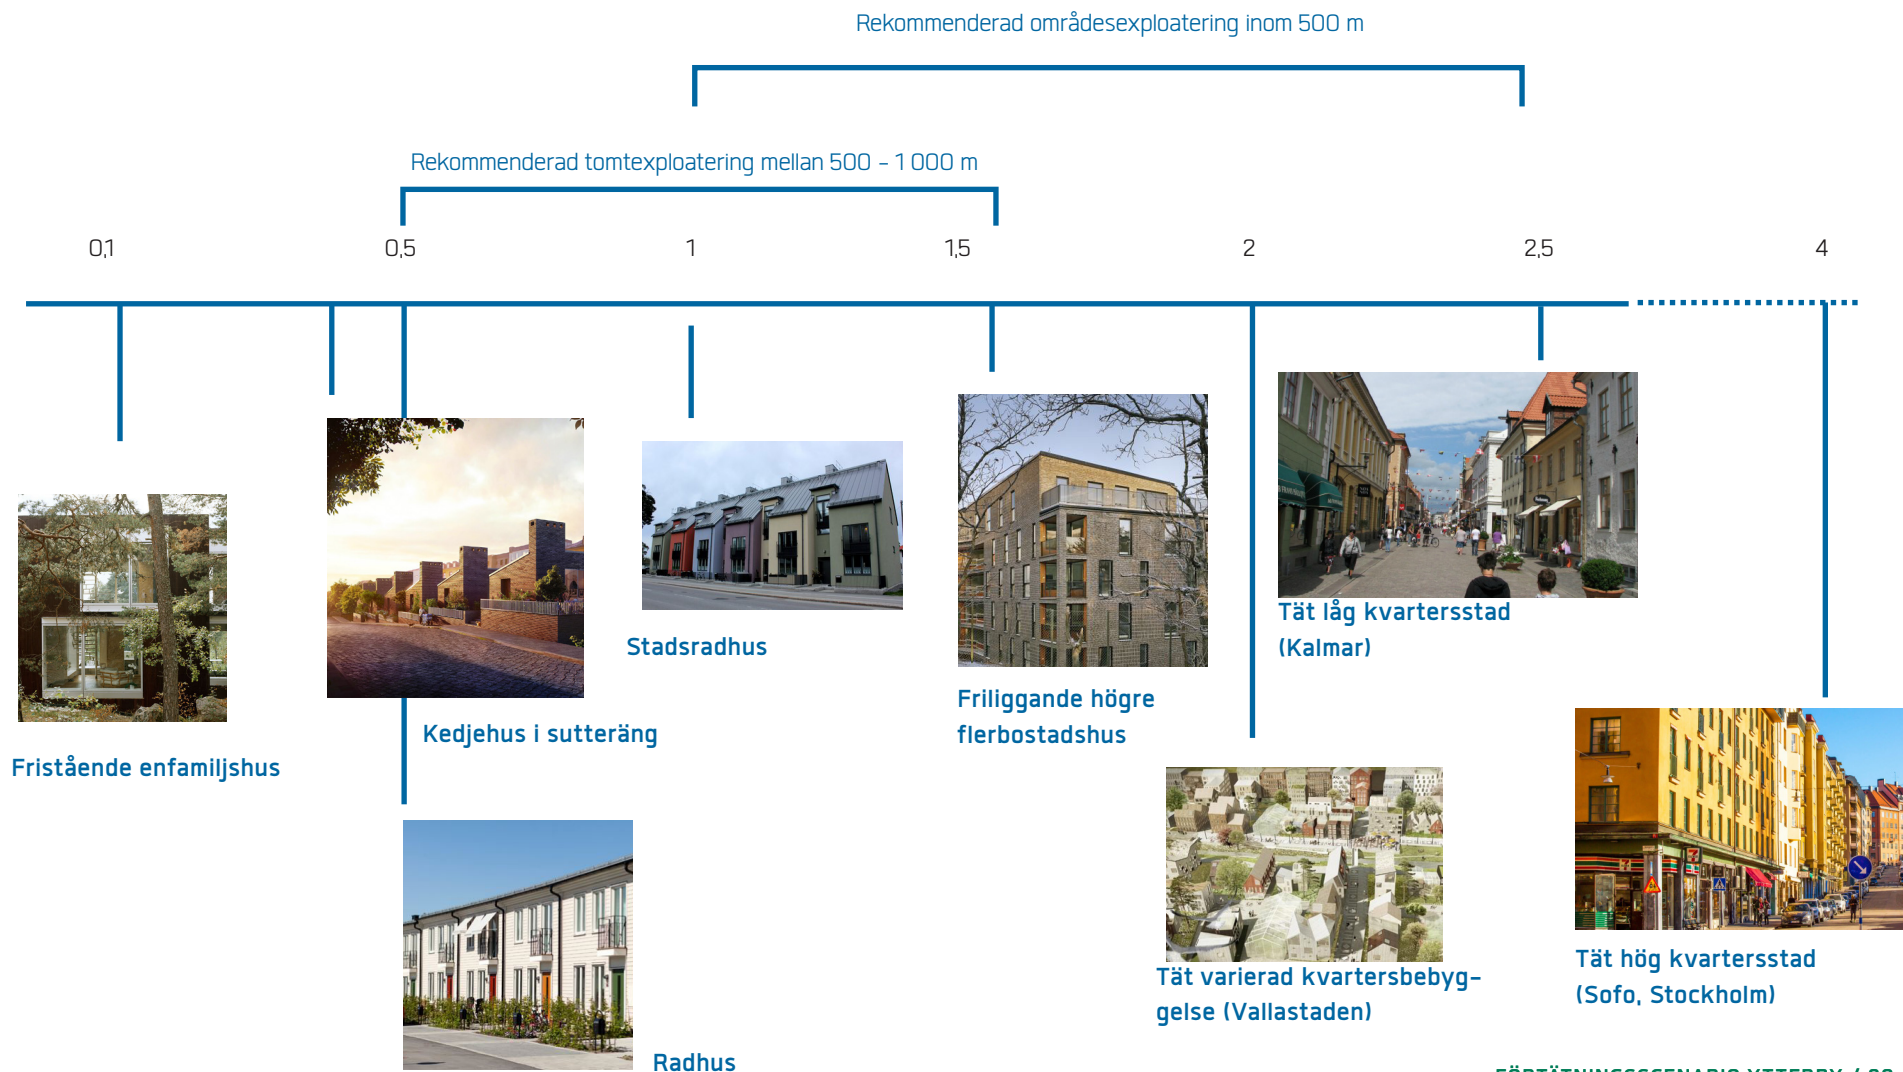 Rekommenderad områdesexploatering inom 500 m
Rekommenderad tomtexploatering mellan 500 - 1 000 m
0,1 0,5 1 1,5 2 2,5 4
Fristående enfamiljshus
Kedjehus i sutteräng
Radhus
Stadsradhus
Friliggande högre
flerbostadshus
Tät varierad kvartersbebyg-
gelse (Vallastaden)
Tät låg kvartersstad
(Kalmar)
Tät hög kvartersstad
(Sofo, Stockholm)